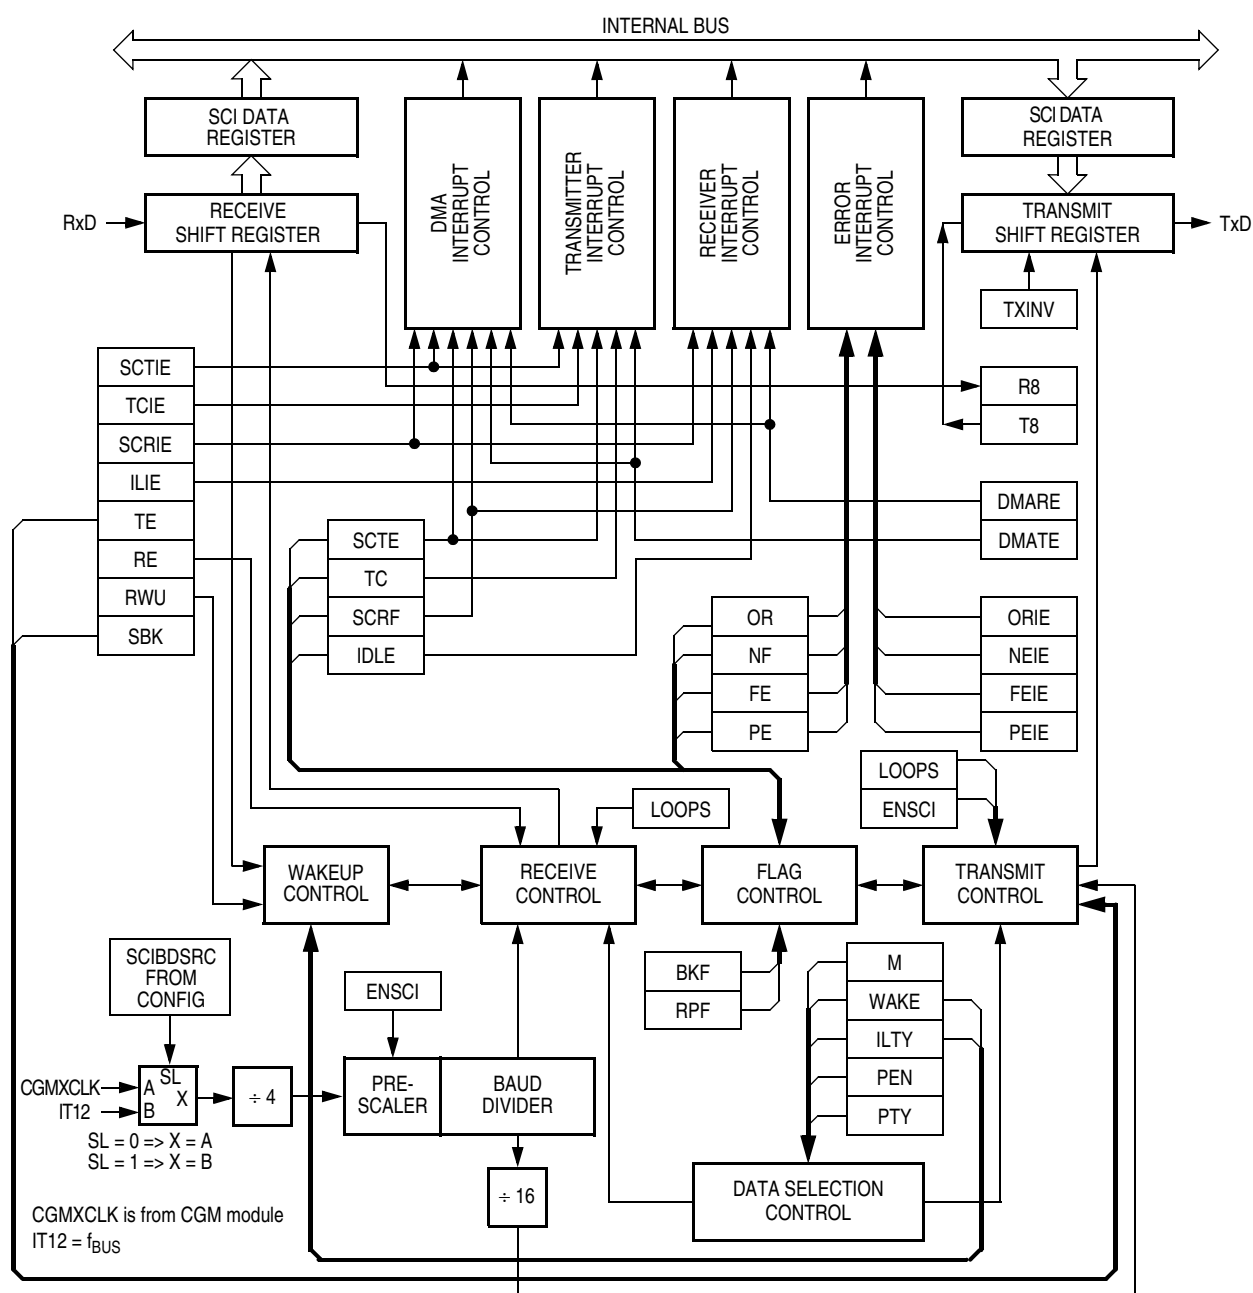 INTERNAL BUS
SCI DATA
REGISTER
DMA
INTERRUPT
CONTROL
TRANSMITTER
INTERRUPT
CONTROL
RECEIVER
INTERRUPT
CONTROL
ERROR
INTERRUPT
CONTROL
SCI DATA
REGISTER
RxD
RECEIVE
SHIFT REGISTER
TRANSMIT
SHIFT REGISTER
TxD
TXINV
SCTIE
TCIE
SCRIE
ILIE
TE
RE
RWU
SBK
R8
T8
DMARE
DMATE
SCTE
TC
SCRF
IDLE
OR
NF
FE
PE
ORIE
NEIE
FEIE
PEIE
LOOPS
ENSCI
LOOPS
WAKEUP
CONTROL
RECEIVE
CONTROL
FLAG
CONTROL
TRANSMIT
CONTROL
SCIBDSRC
FROM
CONFIG
ENSCI
BKF
RPF
M
WAKE
ILTY
PEN
PTY
CGMXCLK
IT12
SL
A
X
B
÷ 4
PRE-
SCALER
BAUD
DIVIDER
SL = 0 => X = A
SL = 1 => X = B
÷ 16
DATA SELECTION
CONTROL
CGMXCLK is from CGM module
IT12 = fBUS